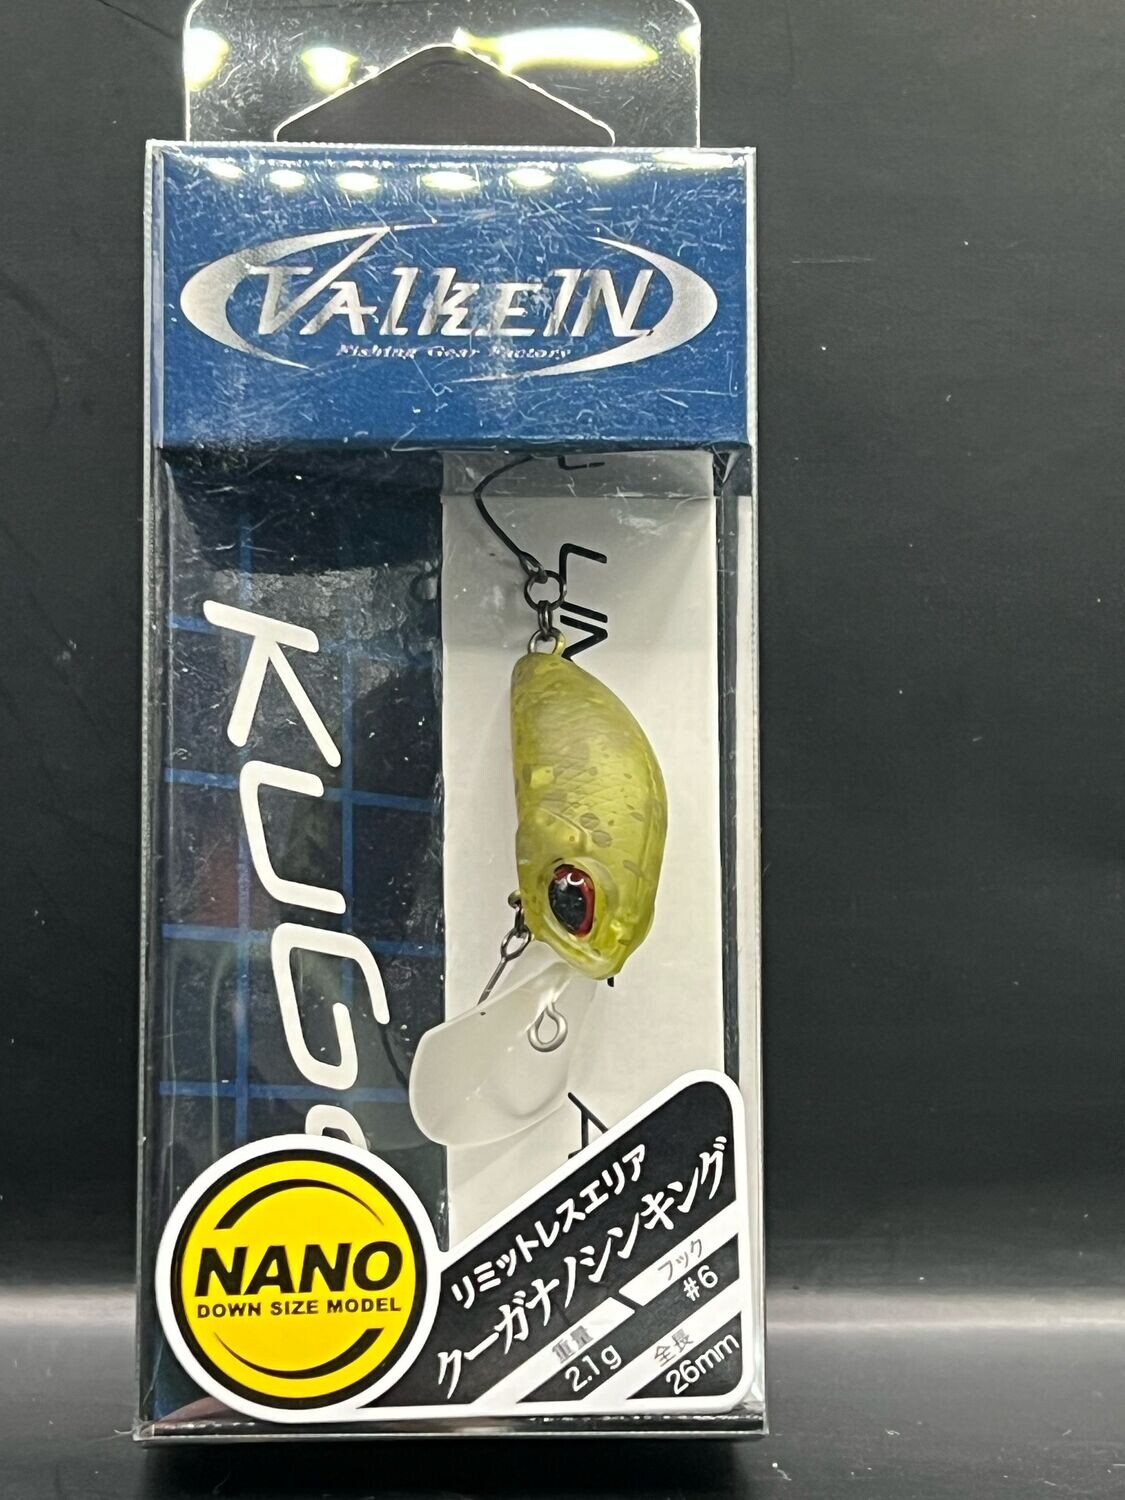 ValkeIN
Fishing Gear Factory
KUGa
NANO
DOWN SIZE MODEL
リミットレスエリア
クーガナノシンキング
重量
2.1g
フック
#6
全長
26mm